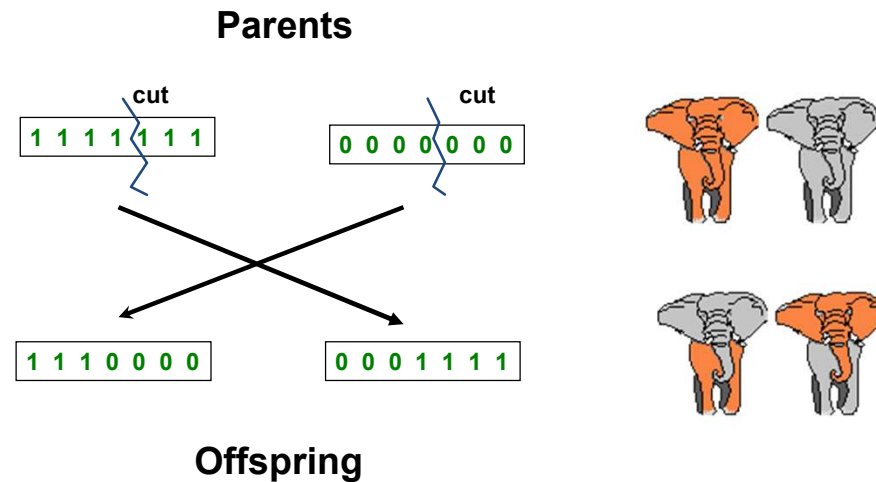 Parents
cut cut
1 1 1 1 1 1 1
0 0 0 0 0 0 0
1 1 1 0 0 0 0
0 0 0 1 1 1 1
Offspring